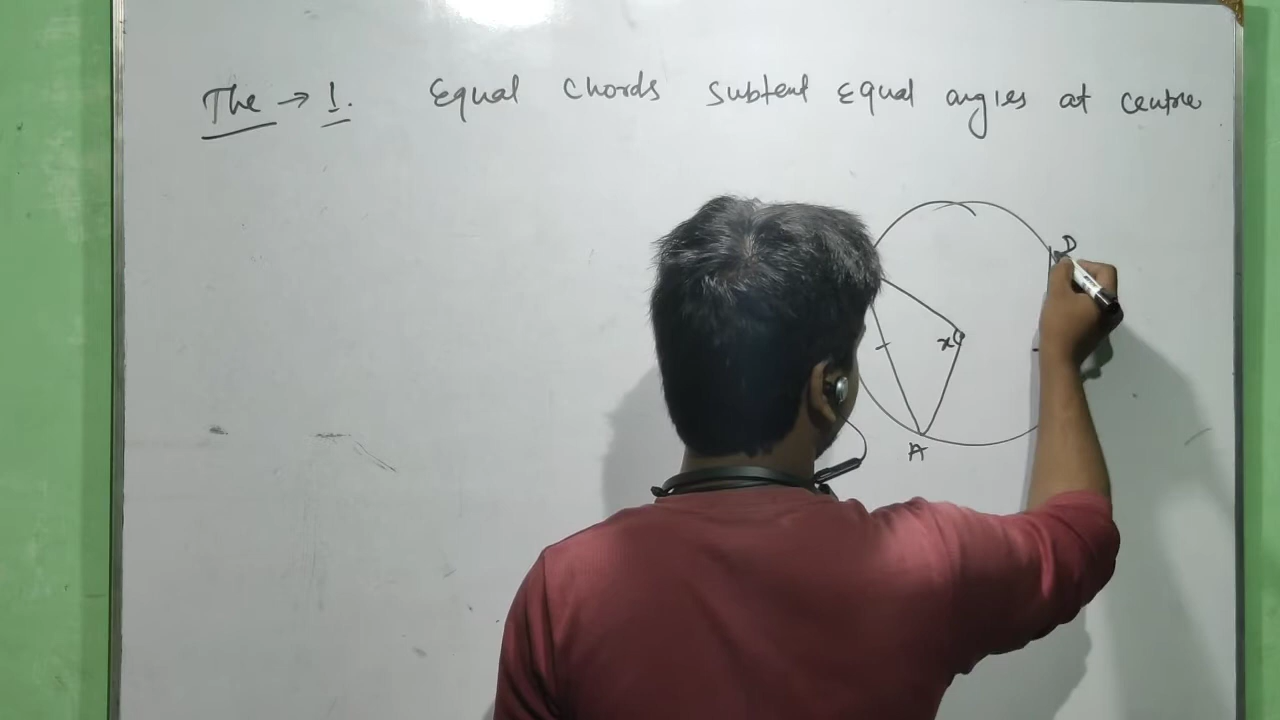 The → 1. Equal chords subtent Equal angles at centre
D
x
A